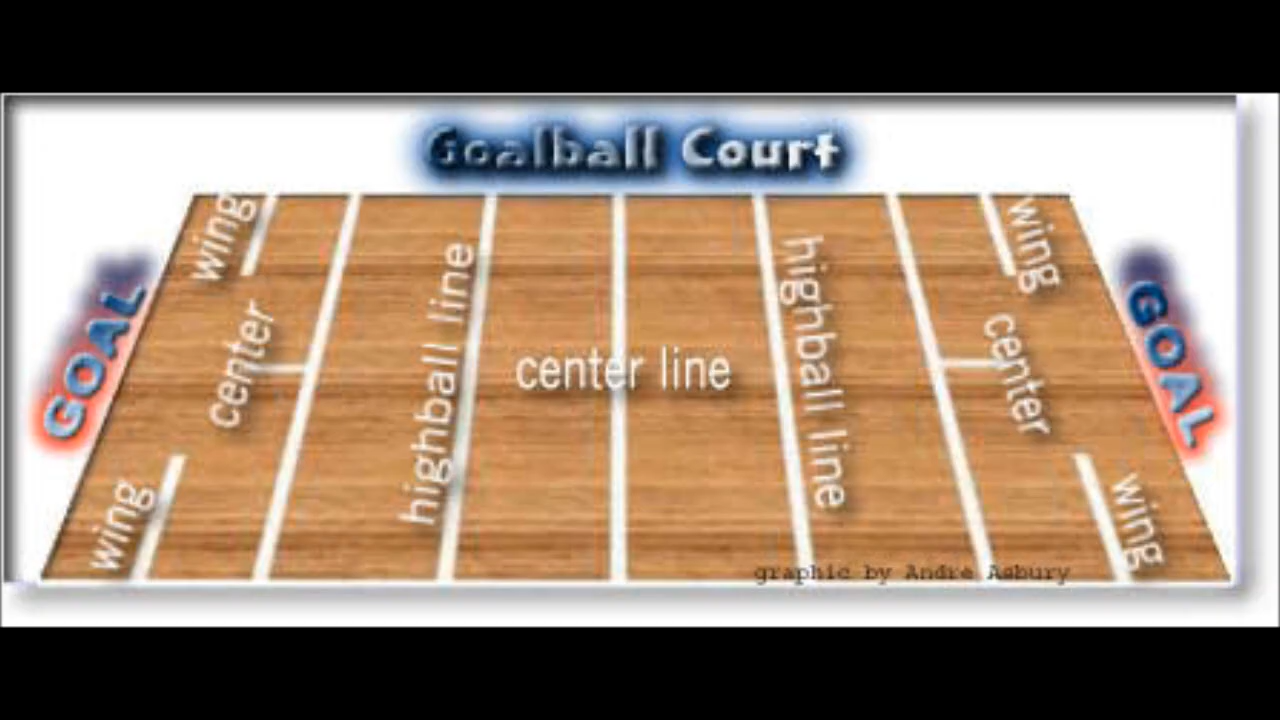 Goalball Court
wing
wing
GOAL
center
highball line
center line
highball line
center
GOAL
wing
wing
graphic by Andre Asbury